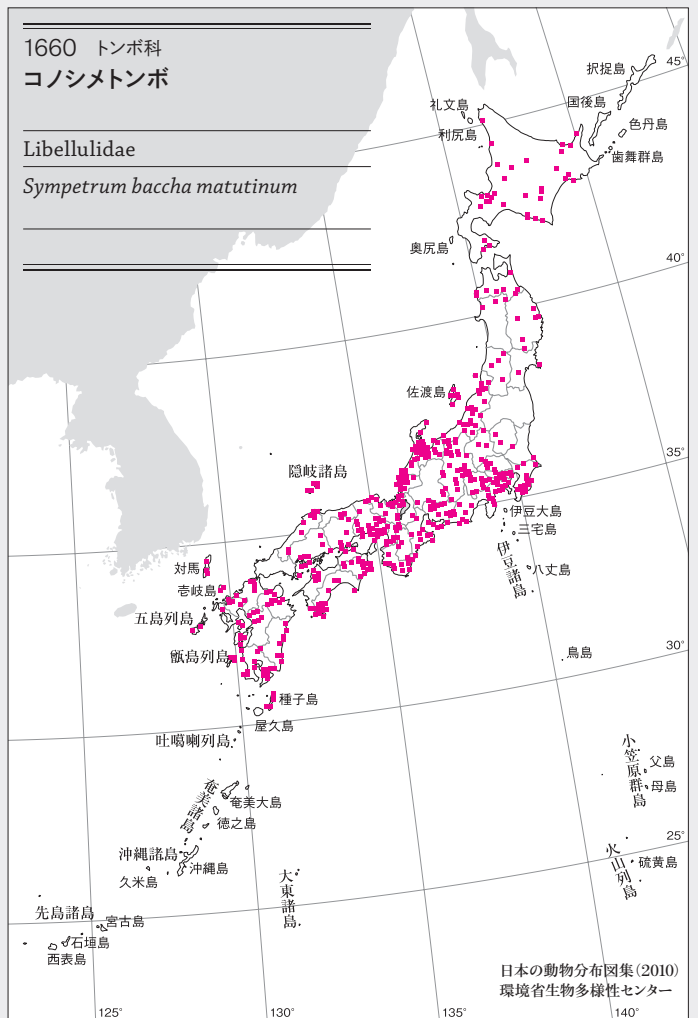 1660 トンボ科
コノシメトンボ
Libellulidae
Sympetrum baccha matutinum
45°
択捉島
国後島
礼文島
色丹島
利尻島
歯舞群島
奥尻島
40°
佐渡島
35°
隠岐諸島
伊豆大島
三宅島
伊豆諸島
八丈島
対馬
壱岐島
五島列島
甑島列島
鳥島
30°
種子島
屋久島
吐噶喇列島
小笠原群島
父島
母島
奄美諸島
奄美大島
徳之島
25°
沖縄諸島
沖縄島
久米島
火山列島
硫黄島
大東諸島
先島諸島
宮古島
石垣島
西表島
日本の動物分布図集(2010)
環境省生物多様性センター
125°
130°
135°
140°